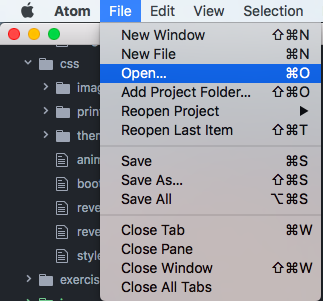 Atom File Edit View Selection
New Window ⇧⌘N
New File ⌘N
Open... ⌘O
Add Project Folder... ⇧⌘O
Reopen Project ▶
Reopen Last Item ⇧⌘T
Save ⌘S
Save As... ⇧⌘S
Save All ⌥⌘S
Close Tab ⌘W
Close Pane
Close Window ⇧⌘W
Close All Tabs
css
imag
print
ther
anim
boot
reve
reve
style
exercis